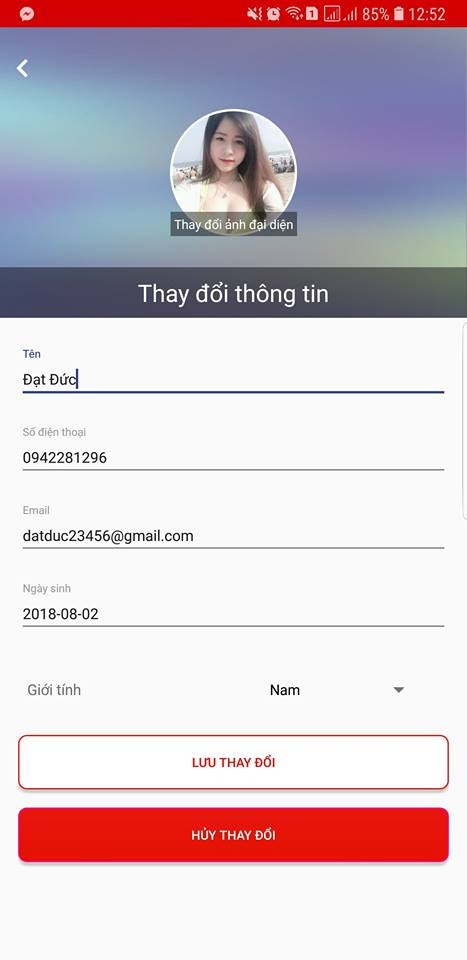 1
85%
12:52
Thay đổi ảnh đại diện
Thay đổi thông tin
Tên
Đạt Đức
Số điện thoại
0942281296
Email
datduc23456@gmail.com
Ngày sinh
2018-08-02
Giới tính
Nam
LƯU THAY ĐỔI
HỦY THAY ĐỔI